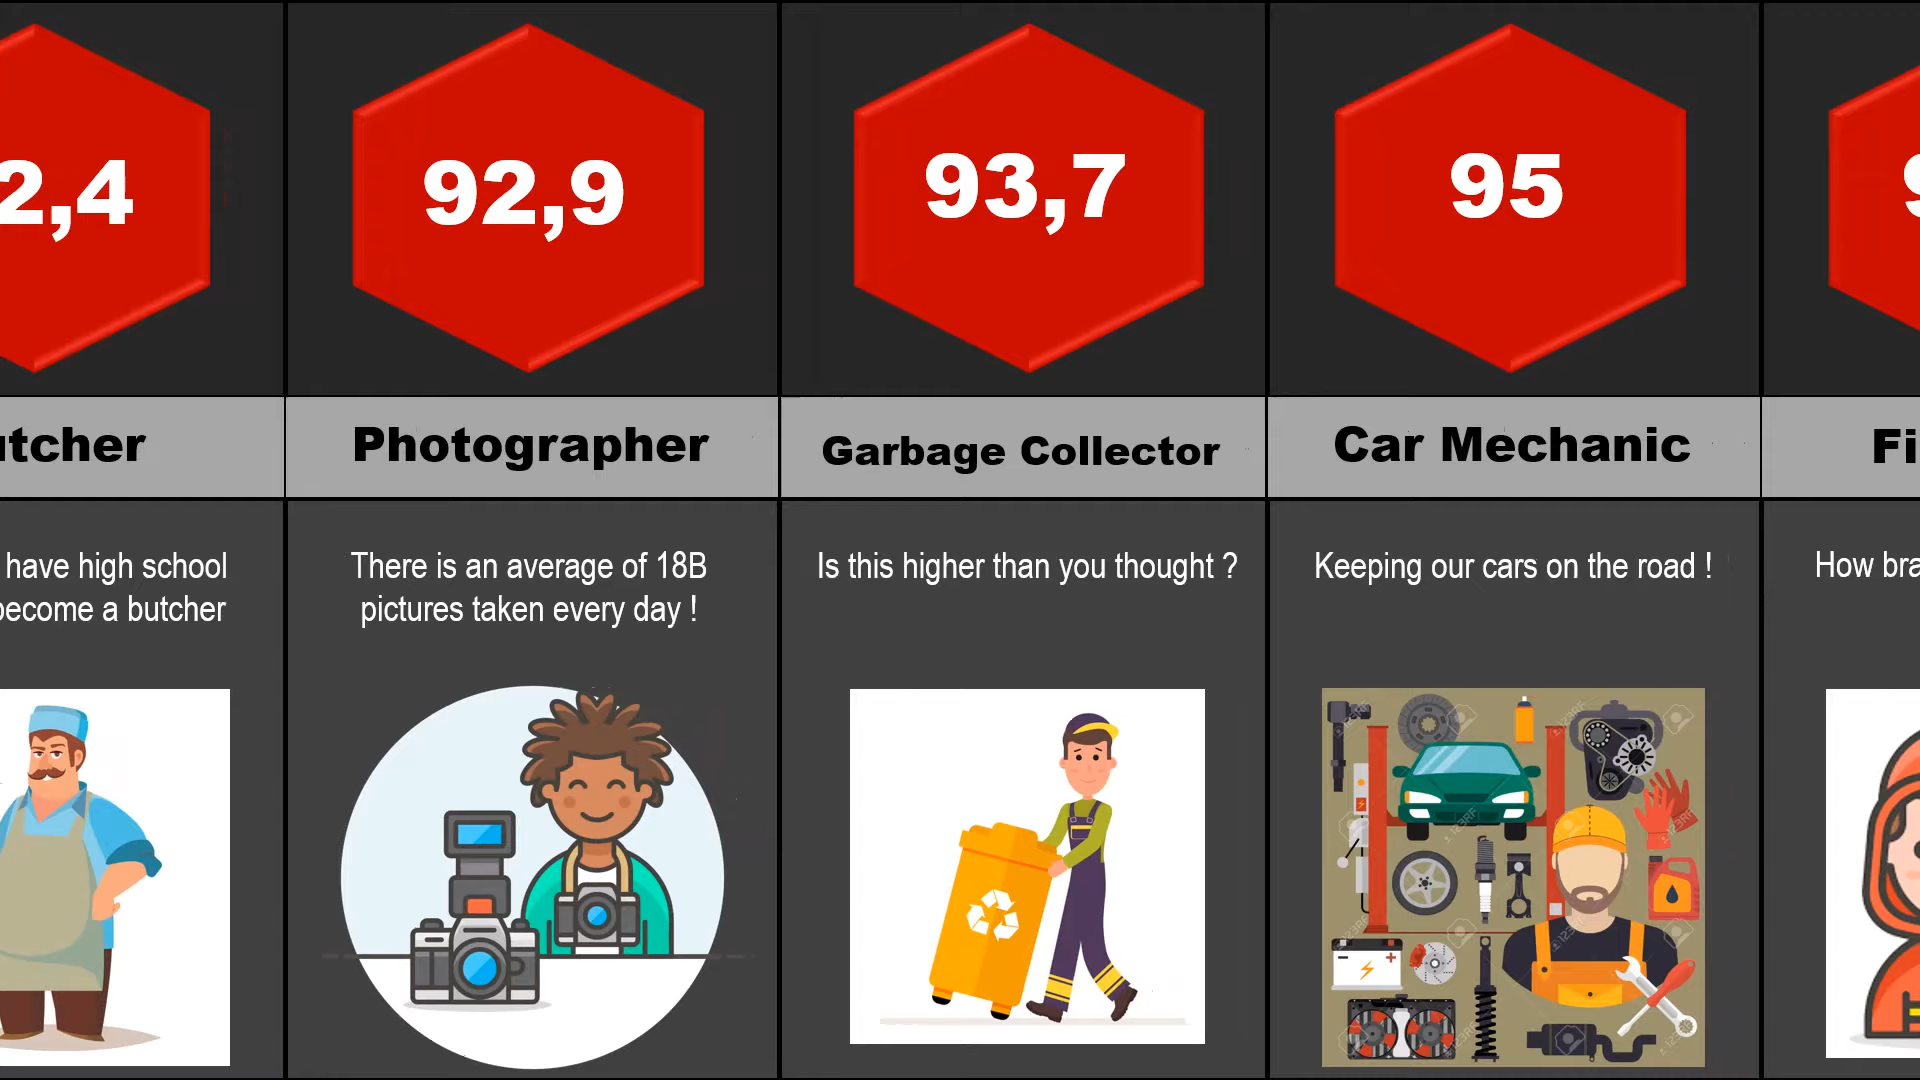 2,4
92,9
93,7
95
utcher
Photographer
Garbage Collector
Car Mechanic
Fi
have high school
become a butcher
There is an average of 18B
pictures taken every day !
Is this higher than you thought ?
Keeping our cars on the road !
How bra